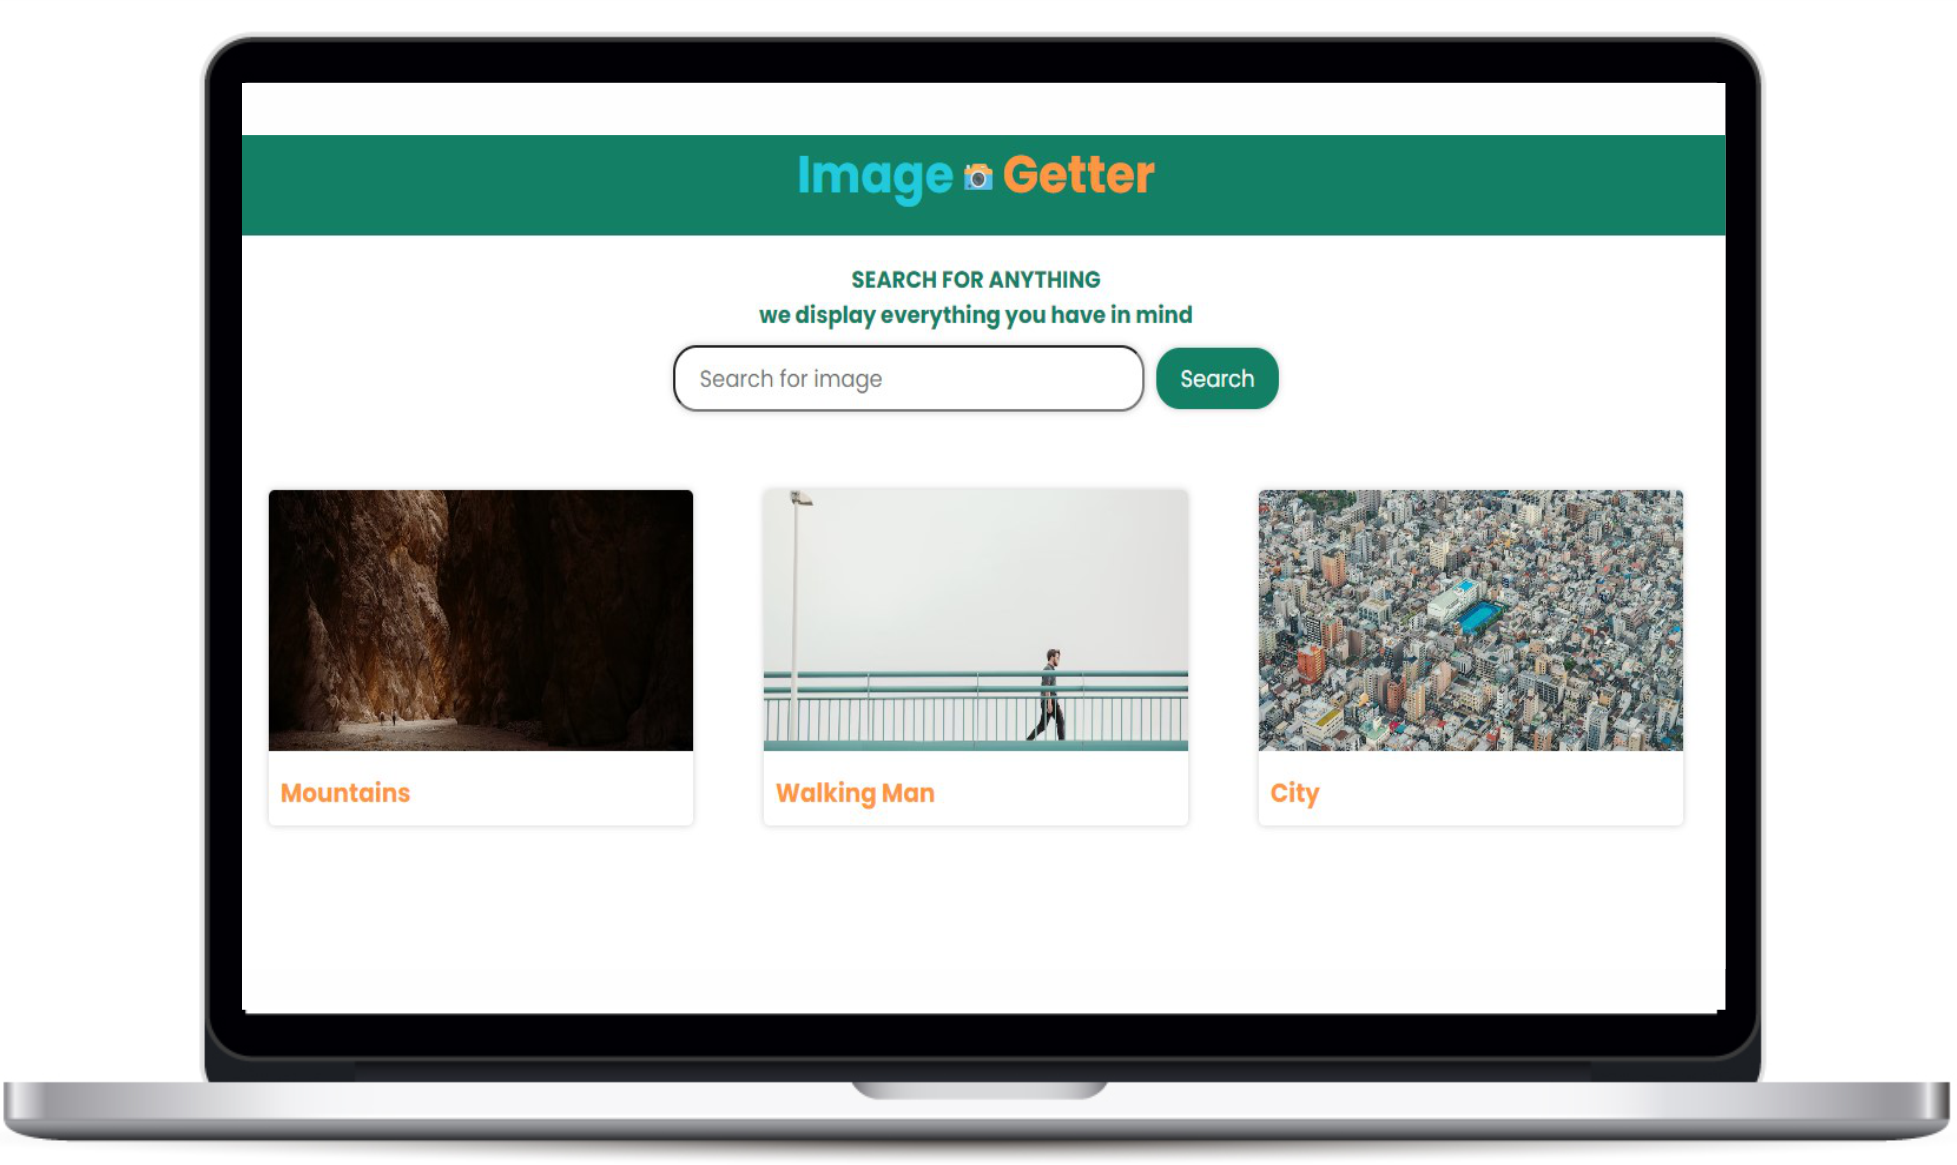 Image Getter
SEARCH FOR ANYTHING
we display everything you have in mind
Search for image
Search
Mountains
Walking Man
City